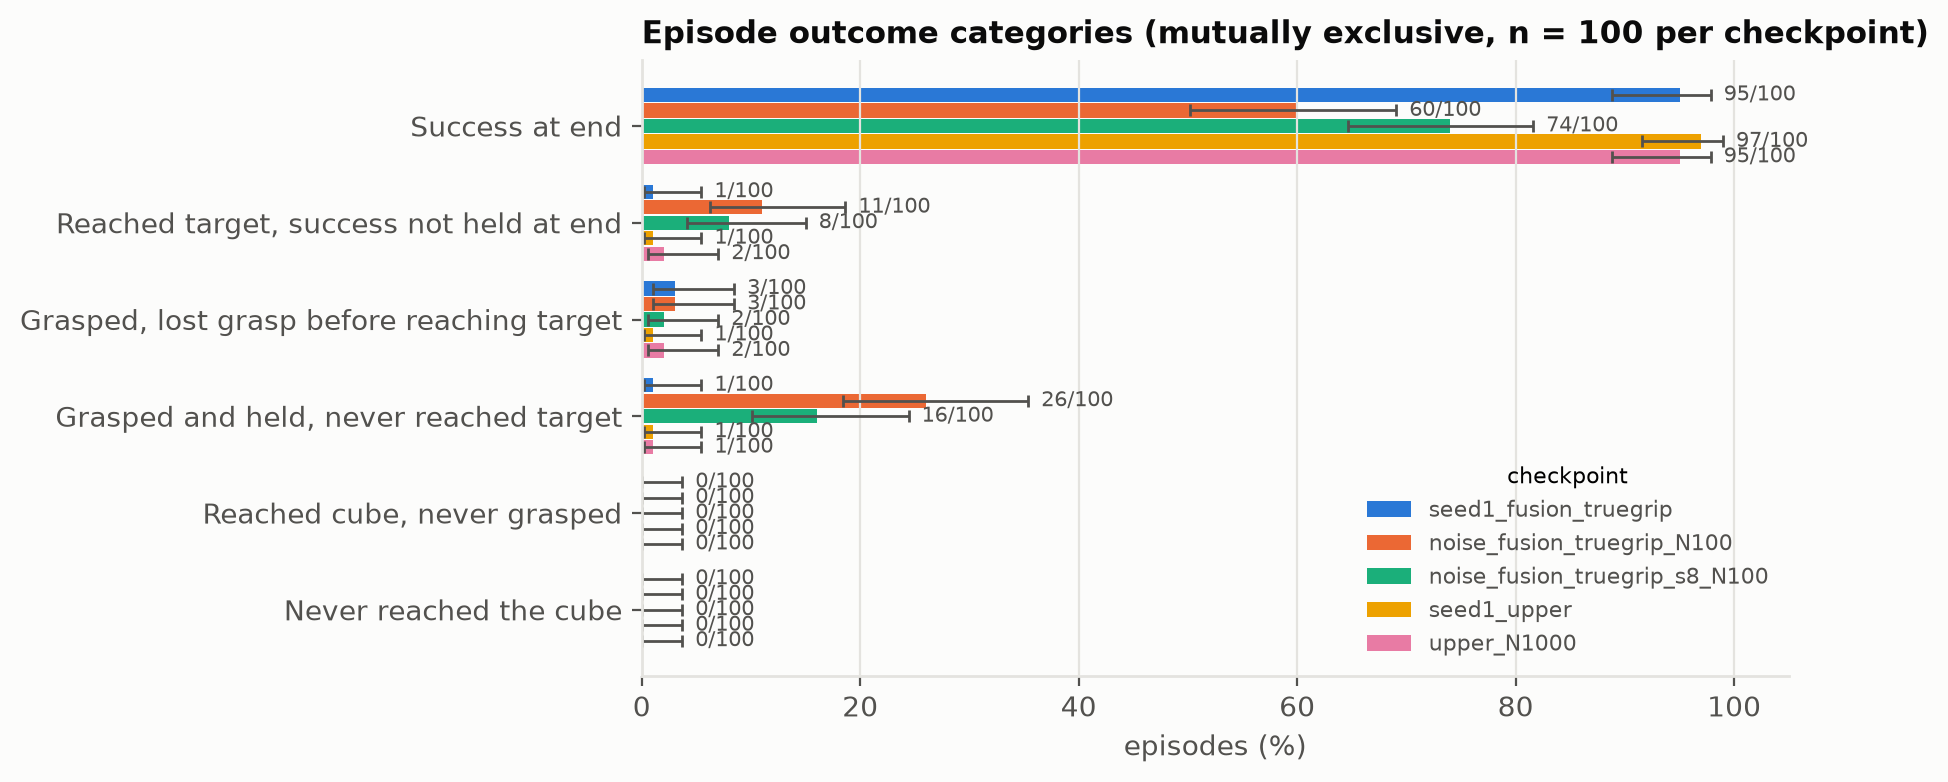 Episode outcome categories (mutually exclusive, n = 100 per checkpoint)
Success at end
95/100
60/100
74/100
97/100
95/100
Reached target, success not held at end
1/100
11/100
8/100
1/100
2/100
Grasped, lost grasp before reaching target
3/100
3/100
2/100
1/100
2/100
Grasped and held, never reached target
1/100
26/100
16/100
1/100
1/100
Reached cube, never grasped
0/100
0/100
0/100
0/100
0/100
Never reached the cube
0/100
0/100
0/100
0/100
0/100
checkpoint
seed1_fusion_truegrip
noise_fusion_truegrip_N100
noise_fusion_truegrip_s8_N100
seed1_upper
upper_N1000
0 20 40 60 80 100
episodes (%)